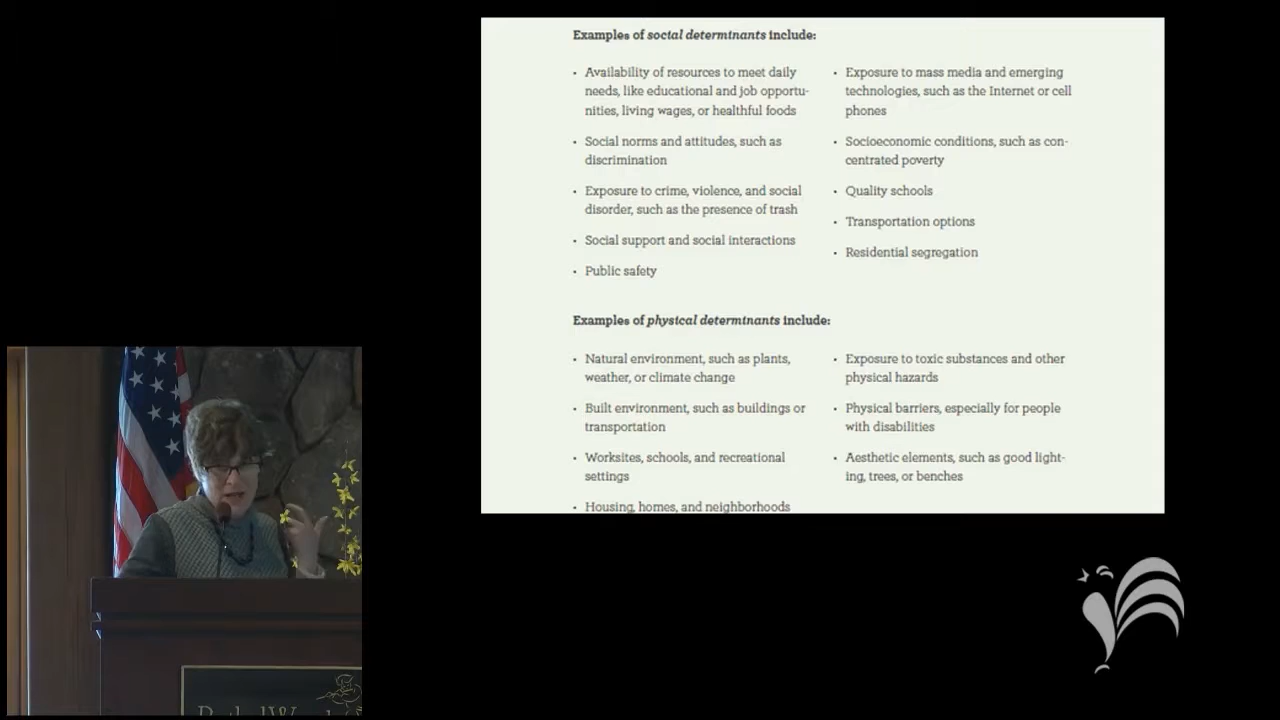 Examples of social determinants include:
• Availability of resources to meet daily
needs, like educational and job opportu-
nities, living wages, or healthful foods
• Social norms and attitudes, such as
discrimination
• Exposure to crime, violence, and social
disorder, such as the presence of trash
• Social support and social interactions
• Public safety
• Exposure to mass media and emerging
technologies, such as the Internet or cell
phones
• Socioeconomic conditions, such as con-
centrated poverty
• Quality schools
• Transportation options
• Residential segregation
Examples of physical determinants include:
• Natural environment, such as plants,
weather, or climate change
• Built environment, such as buildings or
transportation
• Worksites, schools, and recreational
settings
• Housing, homes, and neighborhoods
• Exposure to toxic substances and other
physical hazards
• Physical barriers, especially for people
with disabilities
• Aesthetic elements, such as good light-
ing, trees, or benches